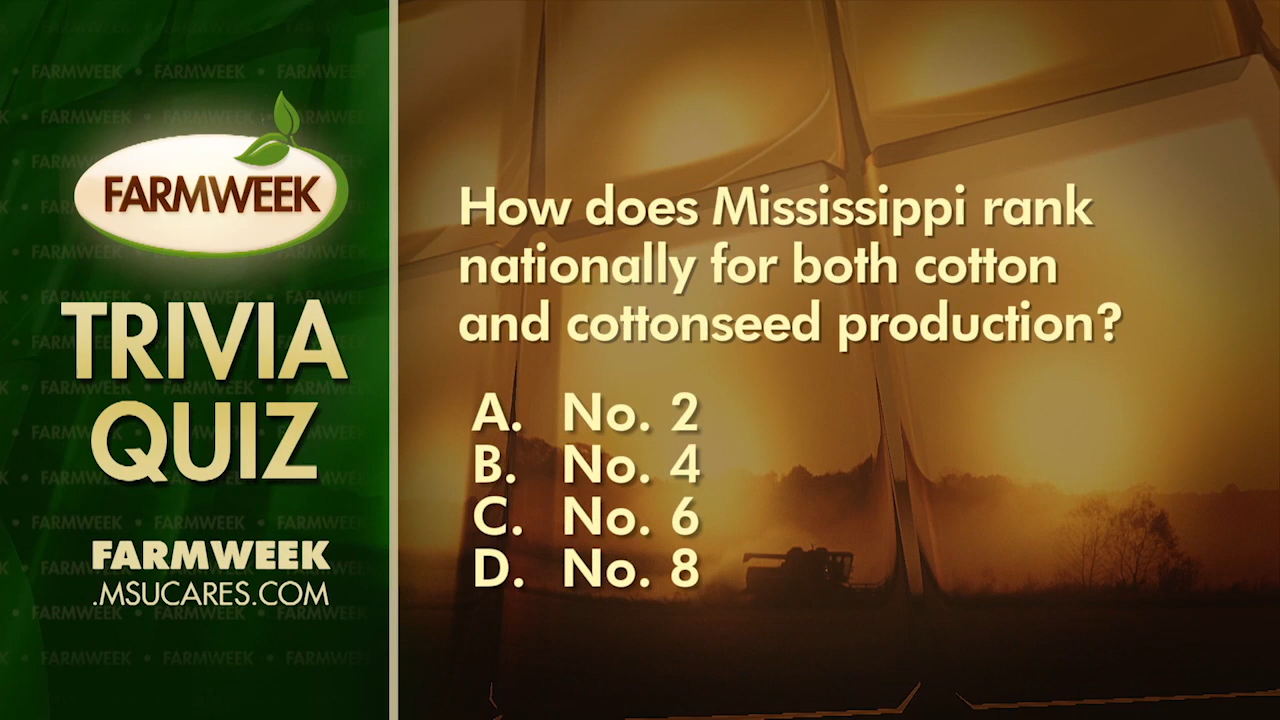 FARMWEEK
TRIVIA
QUIZ
FARMWEEK
.MSUCARES.COM
How does Mississippi rank
nationally for both cotton
and cottonseed production?
A. No. 2
B. No. 4
C. No. 6
D. No. 8